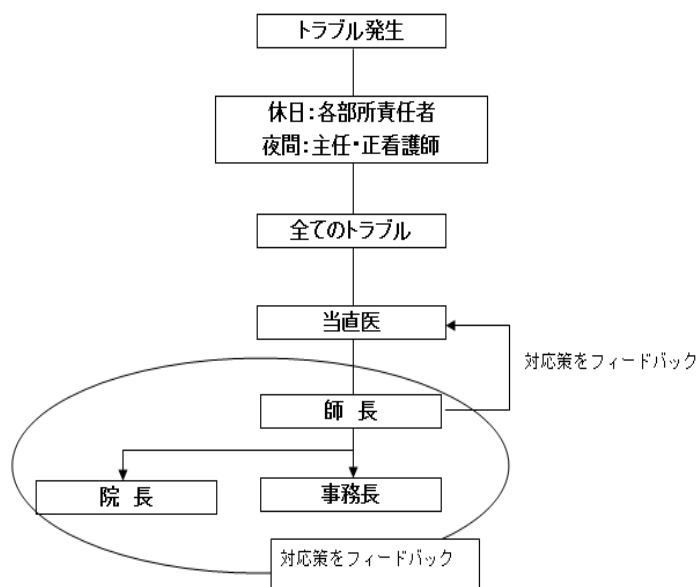 トラブル発生
休日:各部所責任者
夜間:主任・正看護師
全てのトラブル
当直医
対応策をフィードバック
師 長
院 長
事務長
対応策をフィードバック